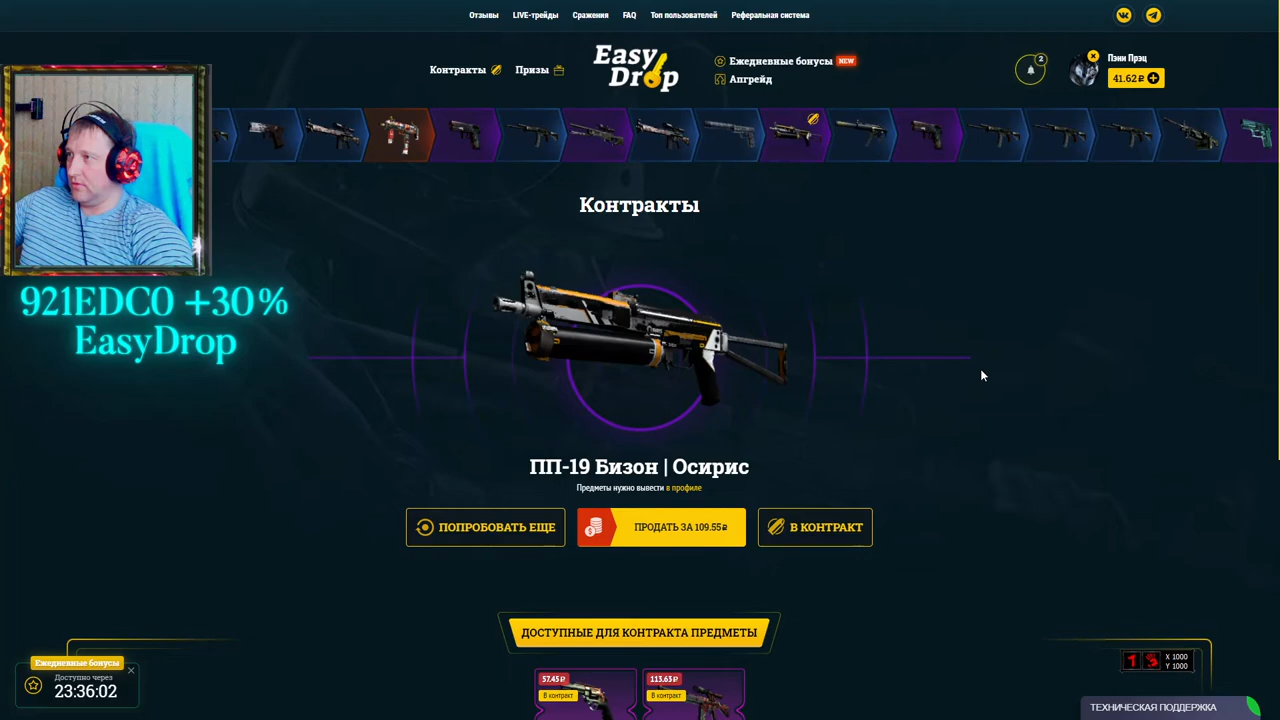 Отзывы LIVE-трейды Сражения FAQ Топ пользователей Реферальная система
Контракты Призы
Easy Drop
Ежедневные бонусы NEW
Апгрейд
2
Пэни Прэц
41.62₽
921EDC0 +30%
EasyDrop
Контракты
ПП-19 Бизон | Осирис
Предметы нужно вывести в профиле
ПОПРОБОВАТЬ ЕЩЕ
ПРОДАТЬ ЗА 109.55₽
В КОНТРАКТ
ДОСТУПНЫЕ ДЛЯ КОНТРАКТА ПРЕДМЕТЫ
57.45₽
В контракт
113.63₽
В контракт
Ежедневные бонусы
Доступно через
23:36:02
X 1000
Y 1000
ТЕХНИЧЕСКАЯ ПОДДЕРЖКА